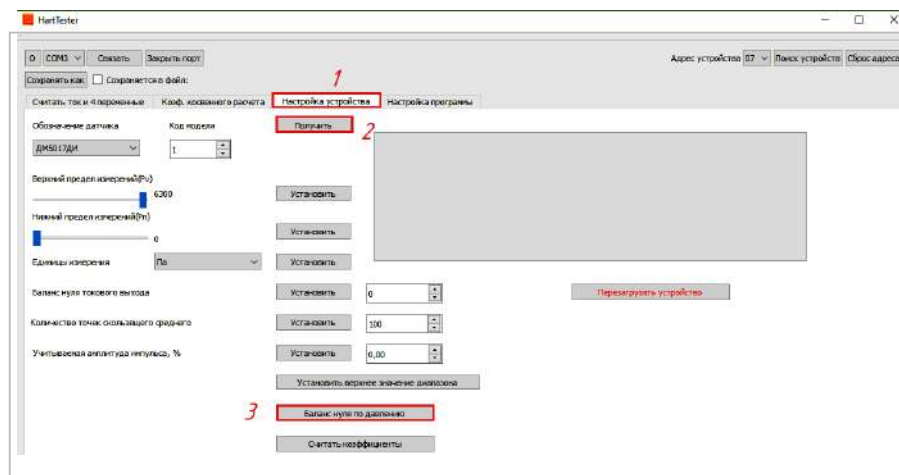 HartTester
О COM3 Связать Закрыть порт Адрес устройства 07 Поиск устройств Сброс адреса
Сохранять как Сохраняется в файл:
1
Считать ток и 4 переменные Коэф. косвенного расчета Настройка устройства Настройка программы
Обозначение датчика Код модели Получить 2
ДМ5017ДИ 1
Верхний предел измерений(Pv)
6300 Установить
Нижний предел измерений(Pn)
0 Установить
Единицы измерения Па Установить
Баланс нуля токового выхода Установить 0 Перезагрузить устройство
Количество точек скользящего среднего Установить 100
Учитываемая амплитуда импульса, % Установить 0,00
Установить верхнее значение диапазона
3 Баланс нуля по давлению
Считать коэффициенты